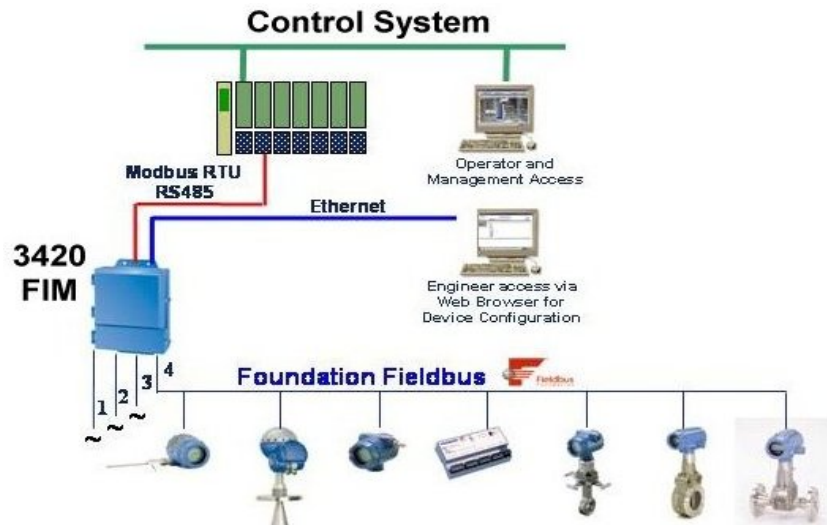 Control System
Modbus RTU
RS485
Operator and
Management Access
Ethernet
3420
FIM
Engineer access via
Web Browser for
Device Configuration
1
2
3
4
Foundation Fieldbus
Fieldbus
~
~
~